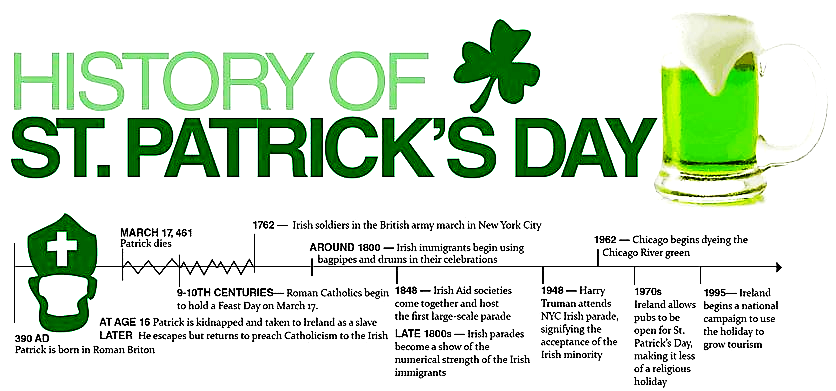 HISTORY OF
ST. PATRICK'S DAY
MARCH 17, 461
Patrick dies
1762 — Irish soldiers in the British army march in New York City
AROUND 1800 — Irish immigrants begin using
bagpipes and drums in their celebrations
1962 — Chicago begins dyeing the
Chicago River green
390 AD
Patrick is born in Roman Briton
AT AGE 16 Patrick is kidnapped and taken to Ireland as a slave
LATER He escapes but returns to preach Catholicism to the Irish
9-10TH CENTURIES— Roman Catholics begin
to hold a Feast Day on March 17.
1848 — Irish Aid societies
come together and host
the first large-scale parade
LATE 1800s — Irish parades
become a show of the
numerical strength of the Irish
immigrants
1948 — Harry
Truman attends
NYC Irish parade,
signifying the
acceptance of the
Irish minority
1970s
Ireland allows
pubs to be
open for St.
Patrick's Day,
making it less
of a religious
holiday
1995— Ireland
begins a national
campaign to use
the holiday to
grow tourism